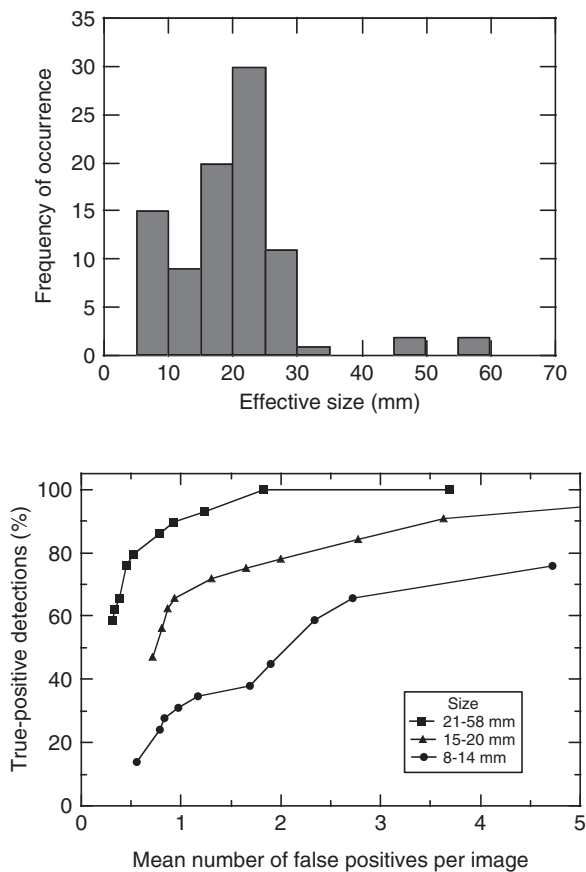 35
30
25
20
15
10
5
0
Frequency of occurrence
0 10 20 30 40 50 60 70
Effective size (mm)
100
80
60
40
20
0
True-positive detections (%)
Size
21-58 mm
15-20 mm
8-14 mm
0 1 2 3 4 5
Mean number of false positives per image